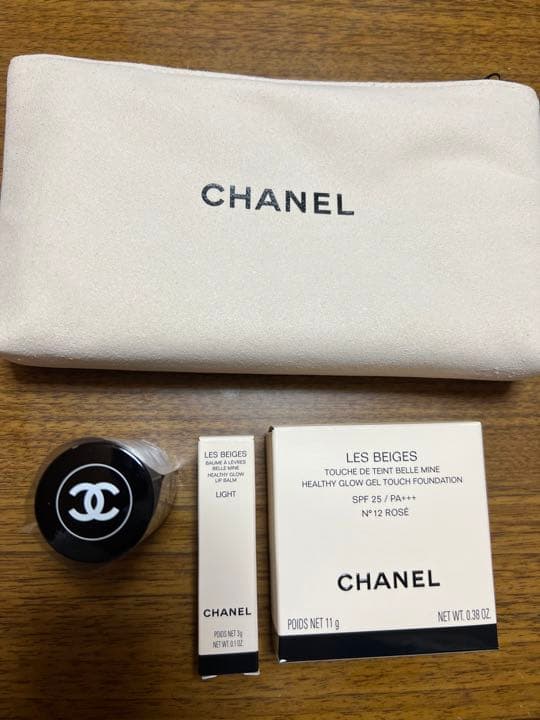 CHANEL
LES BEIGES
BAUME À LÈVRES
BELLE MINE
HEALTHY GLOW
LIP BALM
LIGHT
CHANEL
POIDS NET 3g
NET WT. 0.1 OZ.
LES BEIGES
TOUCHE DE TEINT BELLE MINE
HEALTHY GLOW GEL TOUCH FOUNDATION
SPF 25 / PA+++
N°12 ROSÉ
CHANEL
POIDS NET 11 g
NET WT. 0.38 OZ.